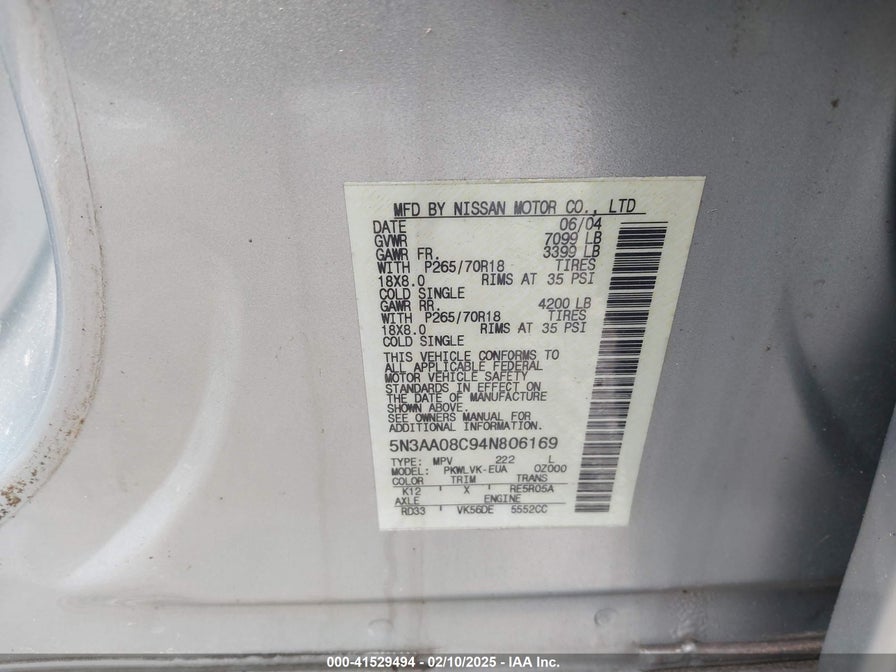 MFD BY NISSAN MOTOR CO., LTD
DATE 06/04
GVWR 7099 LB
GAWR FR. 3399 LB
WITH P265/70R18 TIRES
18X8.0 RIMS AT 35 PSI
COLD SINGLE
GAWR RR. 4200 LB
WITH P265/70R18 TIRES
18X8.0 RIMS AT 35 PSI
COLD SINGLE
THIS VEHICLE CONFORMS TO
ALL APPLICABLE FEDERAL
MOTOR VEHICLE SAFETY
STANDARDS IN EFFECT ON
THE DATE OF MANUFACTURE
SHOWN ABOVE.
SEE OWNERS MANUAL FOR
ADDITIONAL INFORMATION.
5N3AA08C94N806169
TYPE: MPV 222 L
MODEL: PKWLVK-EUA OZ000
COLOR TRIM TRANS
K12 X RE5R05A
AXLE ENGINE
RD33 VK56DE 5552CC
000-41529494 - 02/10/2025 - IAA Inc.